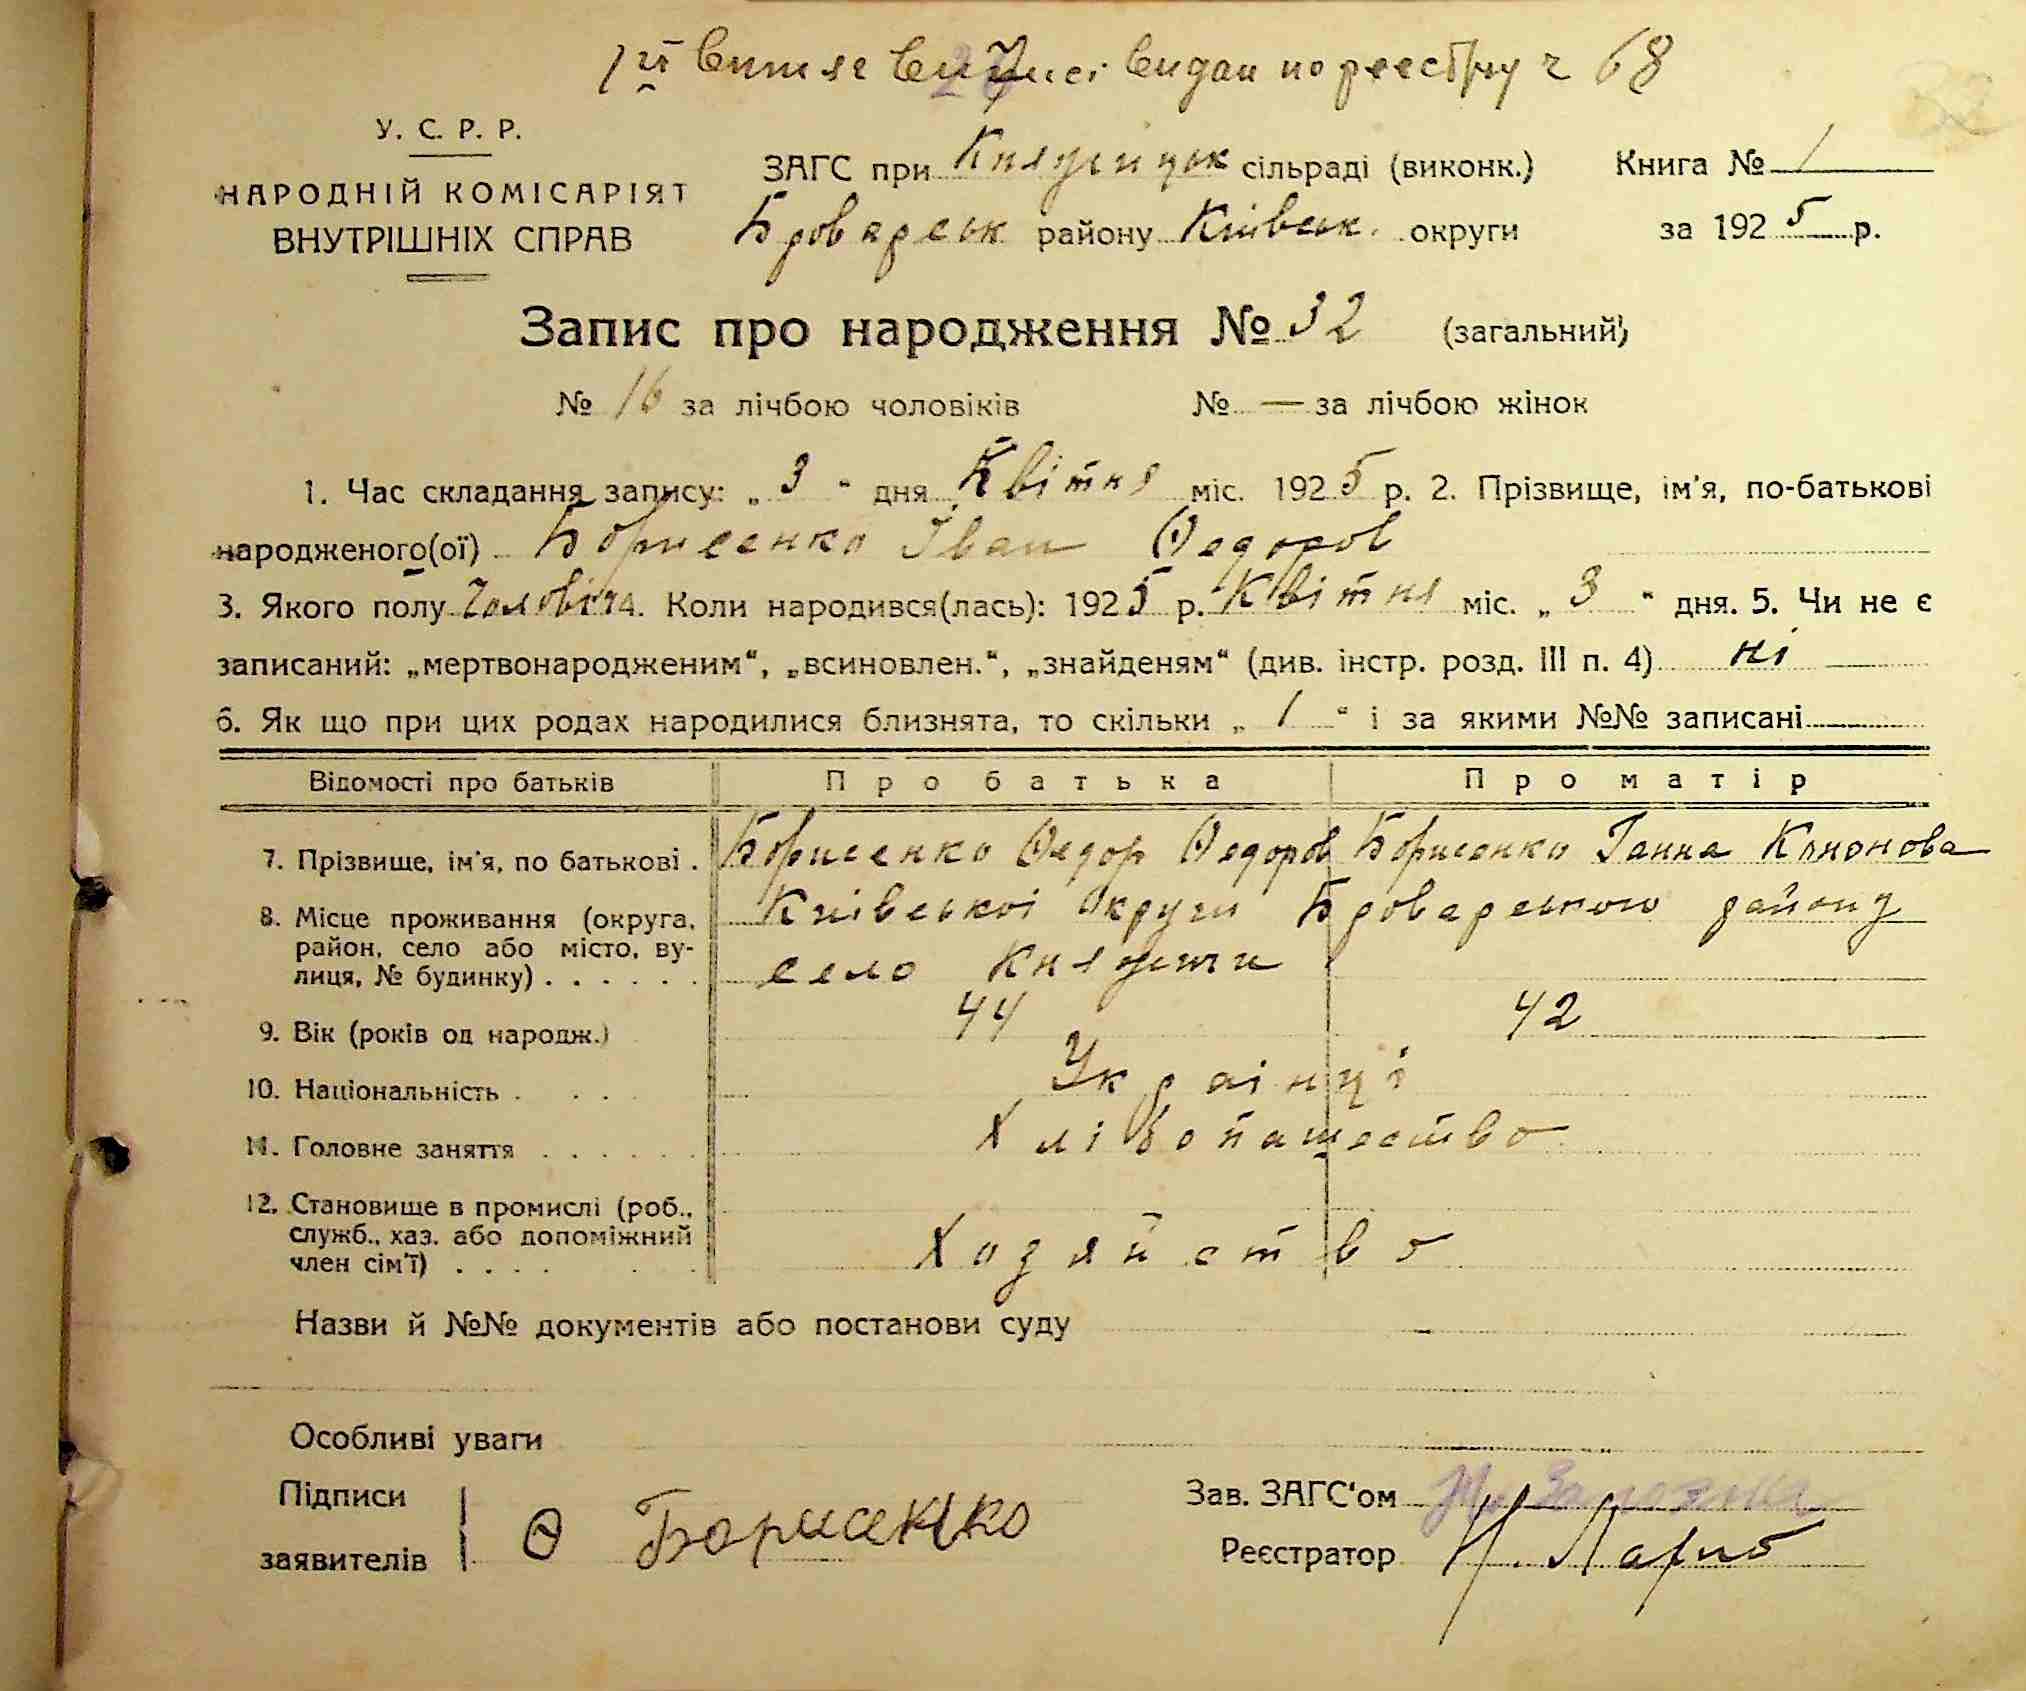 1й витяг виписі видан по реєстру ч 68
У. С. Р. Р.
НАРОДНІЙ КОМІСАРІЯТ
ВНУТРІШНІХ СПРАВ
ЗАГС при Княжицьк сільраді (виконк.) Книга № 1
Броварськ району Київськ. округи за 1925 р.
Запис про народження № 32 (загальний)
№ 16 за лічбою чоловіків № — за лічбою жінок
1. Час складання запису: „ 3 “ дня Квітня міс. 1925 р. 2. Прізвище, ім'я, по-батькові
народженого(ої) Борисенко Іван Федоров
3. Якого полу Чоловіч 4. Коли народився(лась): 1925 р. Квітня міс. „ 3 “ дня. 5. Чи не є
записаний: „мертвонародженим“, „всиновлен.“, „знайденям“ (див. інстр. розд. III п. 4) ні
6. Як що при цих родах народилися близнята, то скільки „ 1 “ і за якими №№ записані
Відомості про батьків Про батька Про матір
7. Прізвище, ім'я, по батькові . Борисенко Федор Федоров Борисенко Ганна Кононова
8. Місце проживання (округа, Київськоі Округи Броварського району
район, село або місто, ву- село Княжичи
лиця, № будинку) . . . . . .
9. Вік (років од народж.) 44 42
10. Національність . . . . Украінці
11. Головне заняття . . . . . . Хлібопашество
12. Становище в промислі (роб.,
служб., хаз. або допоміжний Хозяйство
член сім'ї) . . . .
Назви й №№ документів або постанови суду
Особливі уваги
Підписи Зав. ЗАГС'ом
заявителів Ѳ Борисенко Реєстратор